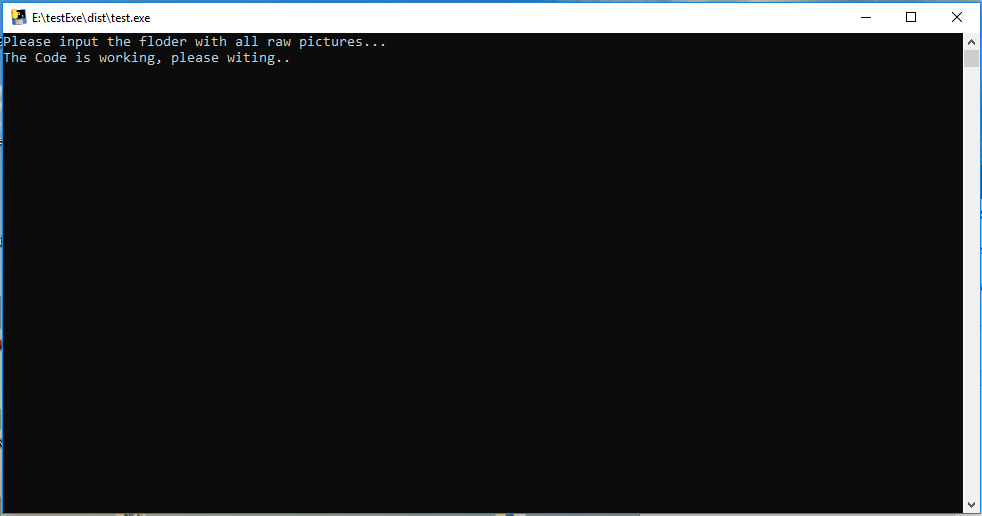 E:\testExe\dist\test.exe
Please input the floder with all raw pictures...
The Code is working, please witing..